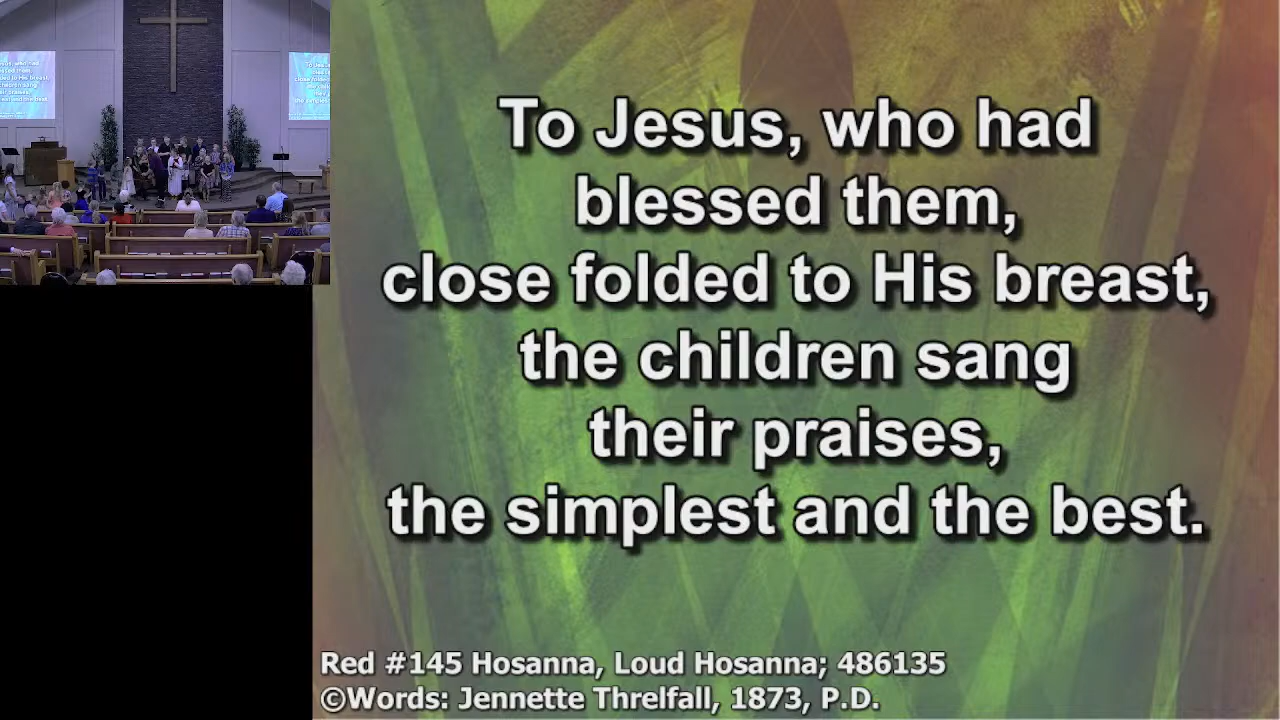 To Jesus, who had
blessed them,
close folded to His breast,
the children sang
their praises,
the simplest and the best.
Red #145 Hosanna, Loud Hosanna; 486135
©Words: Jennette Threlfall, 1873, P.D.